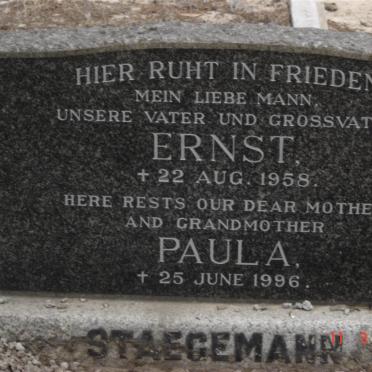 HIER RUHT IN FRIEDEN
MEIN LIEBE MANN,
UNSERE VATER UND GROSSVAT
ERNST,
+ 22 AUG. 1958.
HERE RESTS OUR DEAR MOTHE
AND GRANDMOTHER
PAULA,
+ 25 JUNE 1996.
STAEGEMANN